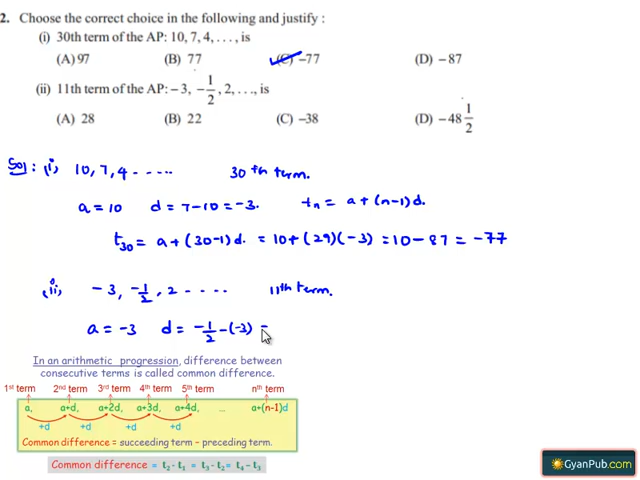 2. Choose the correct choice in the following and justify :
(i) 30th term of the AP: 10, 7, 4, . . . , is
(A) 97 (B) 77 (C) –77 (D) – 87
(ii) 11th term of the AP: – 3, –1/2, 2, . . ., is
(A) 28 (B) 22 (C) –38 (D) –48 1/2
Sol : (i) 10, 7, 4 - - - - .. 30 th term.
a = 10 d = 7-10 = -3. tn = a + (n-1)d.
t30 = a + (30-1)d. = 10 + (29)(-3) = 10 - 87 = -77
(ii) -3, -1/2, 2 - - - - 11th term.
a = -3 d = -1/2 - (-3) =
In an arithmetic progression, difference between
consecutive terms is called common difference.
1st term 2nd term 3rd term 4th term 5th term nth term
a, a+d, a+2d, a+3d, a+4d, ... a+(n-1)d
+d +d +d +d
Common difference = succeeding term – preceding term.
Common difference = t2 - t1 = t3 - t2 = t4 - t3
GyanPub.com